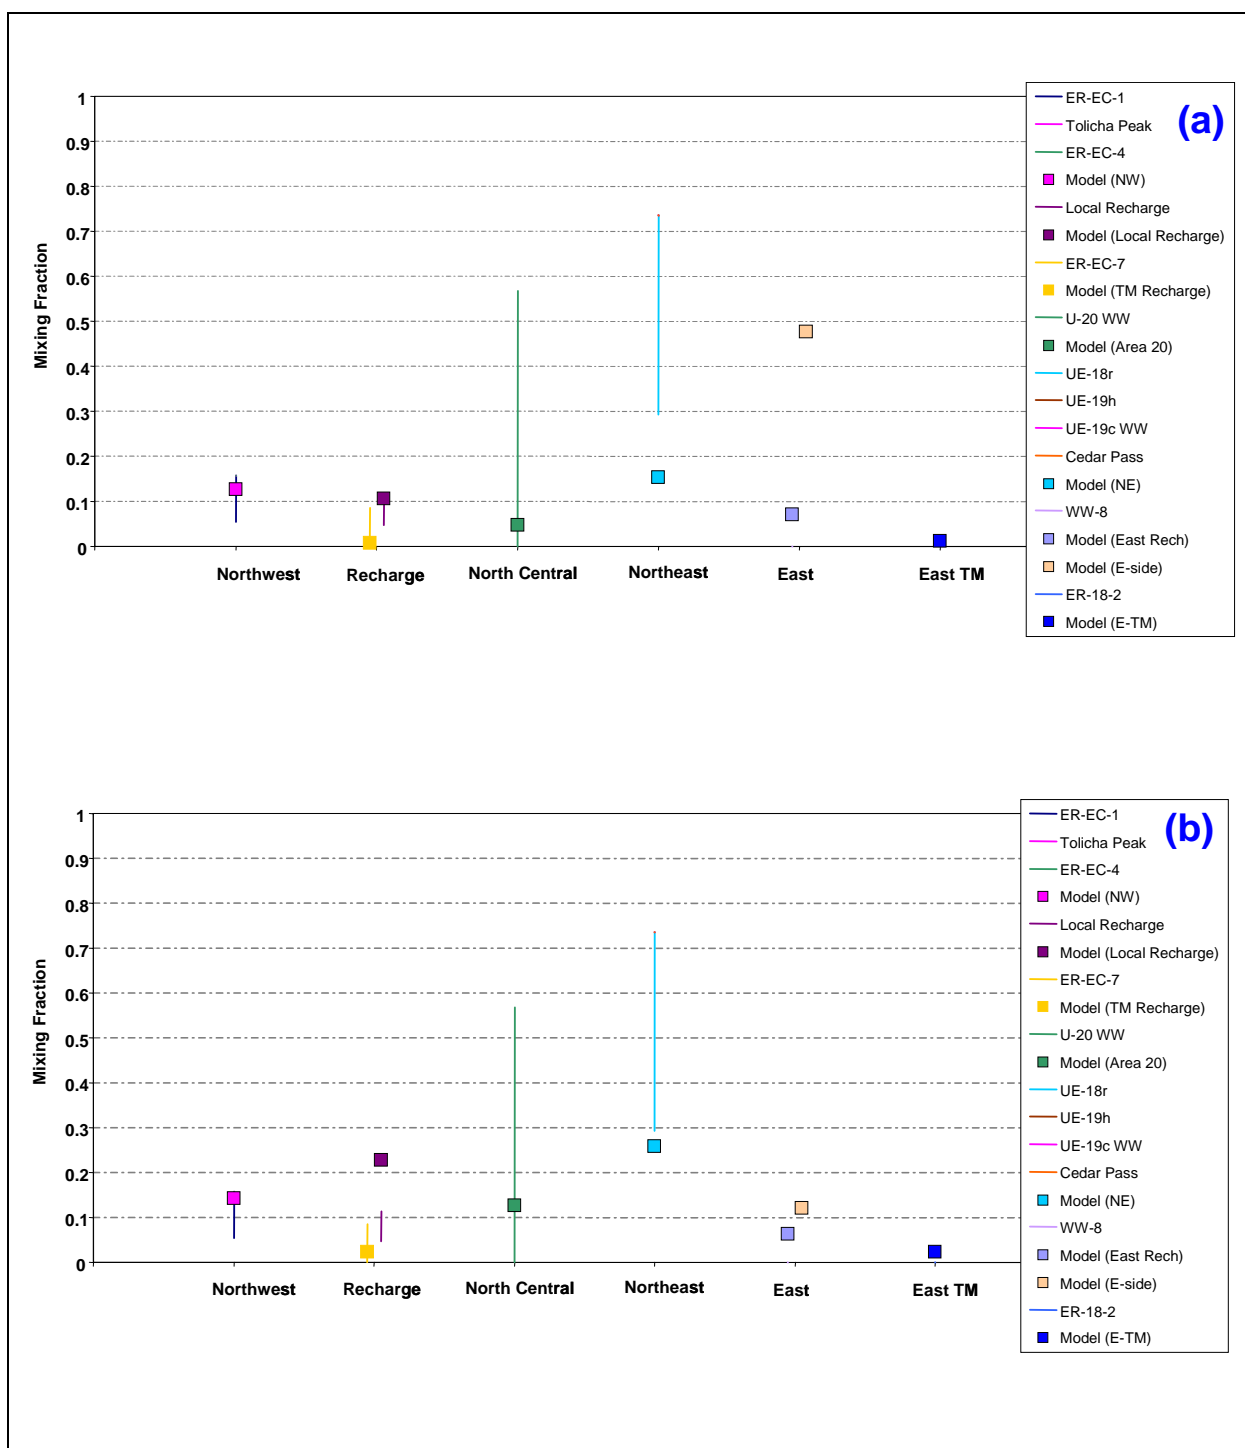 (a)
Mixing Fraction
1
0.9
0.8
0.7
0.6
0.5
0.4
0.3
0.2
0.1
0
Northwest
Recharge
North Central
Northeast
East
East TM
ER-EC-1
Tolicha Peak
ER-EC-4
Model (NW)
Local Recharge
Model (Local Recharge)
ER-EC-7
Model (TM Recharge)
U-20 WW
Model (Area 20)
UE-18r
UE-19h
UE-19c WW
Cedar Pass
Model (NE)
WW-8
Model (East Rech)
Model (E-side)
ER-18-2
Model (E-TM)
(b)
Mixing Fraction
1
0.9
0.8
0.7
0.6
0.5
0.4
0.3
0.2
0.1
0
Northwest
Recharge
North Central
Northeast
East
East TM
ER-EC-1
Tolicha Peak
ER-EC-4
Model (NW)
Local Recharge
Model (Local Recharge)
ER-EC-7
Model (TM Recharge)
U-20 WW
Model (Area 20)
UE-18r
UE-19h
UE-19c WW
Cedar Pass
Model (NE)
WW-8
Model (East Rech)
Model (E-side)
ER-18-2
Model (E-TM)